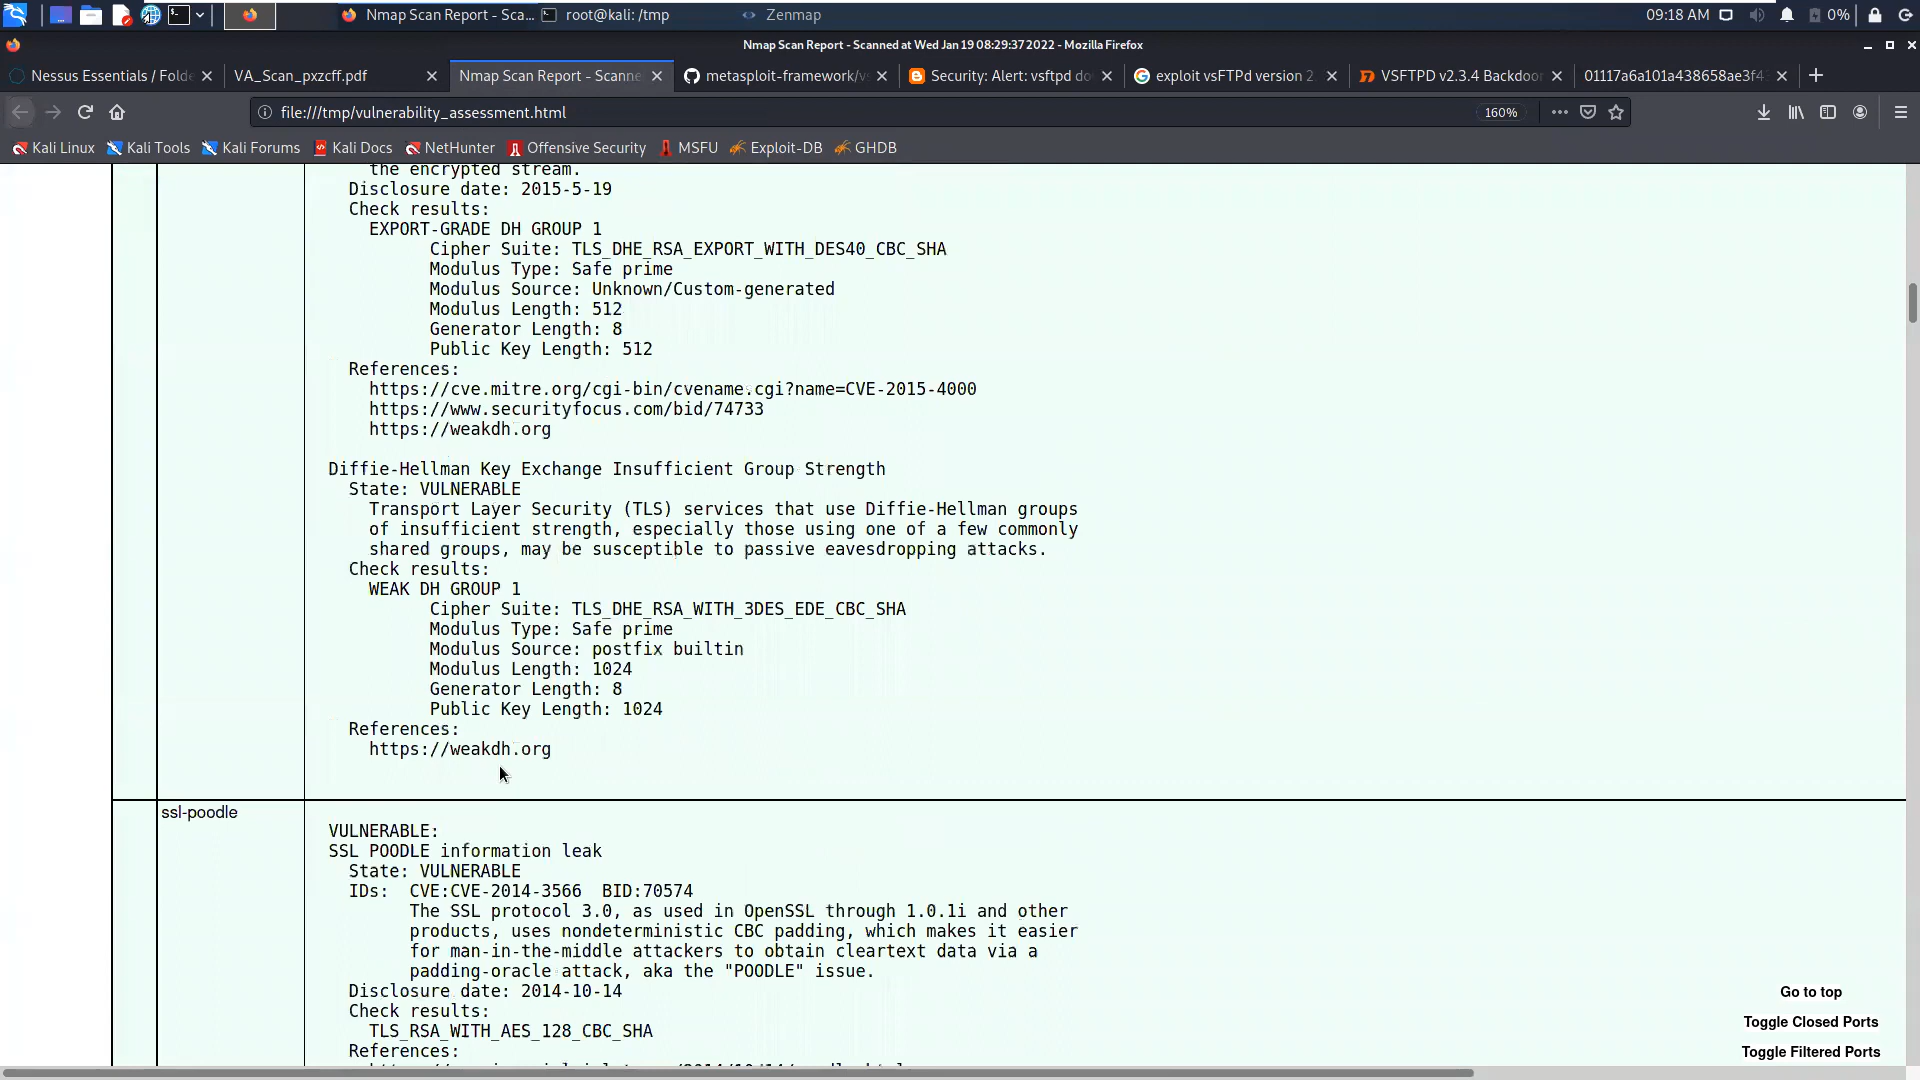 Nmap Scan Report - Sca...
root@kali: /tmp
Zenmap
09:18 AM
0%
Nmap Scan Report - Scanned at Wed Jan 19 08:29:37 2022 - Mozilla Firefox
Nessus Essentials / Folde
VA_Scan_pxzcff.pdf
Nmap Scan Report - Scanne
metasploit-framework/v
Security: Alert: vsftpd do
exploit vsFTPd version 2.
VSFTPD v2.3.4 Backdoor
01117a6a101a438658ae3f4
file:///tmp/vulnerability_assessment.html
160%
Kali Linux
Kali Tools
Kali Forums
Kali Docs
NetHunter
Offensive Security
MSFU
Exploit-DB
GHDB
the encrypted stream.
Disclosure date: 2015-5-19
Check results:
EXPORT-GRADE DH GROUP 1
Cipher Suite: TLS_DHE_RSA_EXPORT_WITH_DES40_CBC_SHA
Modulus Type: Safe prime
Modulus Source: Unknown/Custom-generated
Modulus Length: 512
Generator Length: 8
Public Key Length: 512
References:
https://cve.mitre.org/cgi-bin/cvename.cgi?name=CVE-2015-4000
https://www.securityfocus.com/bid/74733
https://weakdh.org
Diffie-Hellman Key Exchange Insufficient Group Strength
State: VULNERABLE
Transport Layer Security (TLS) services that use Diffie-Hellman groups
of insufficient strength, especially those using one of a few commonly
shared groups, may be susceptible to passive eavesdropping attacks.
Check results:
WEAK DH GROUP 1
Cipher Suite: TLS_DHE_RSA_WITH_3DES_EDE_CBC_SHA
Modulus Type: Safe prime
Modulus Source: postfix builtin
Modulus Length: 1024
Generator Length: 8
Public Key Length: 1024
References:
https://weakdh.org
ssl-poodle
VULNERABLE:
SSL POODLE information leak
State: VULNERABLE
IDs: CVE:CVE-2014-3566 BID:70574
The SSL protocol 3.0, as used in OpenSSL through 1.0.1i and other
products, uses nondeterministic CBC padding, which makes it easier
for man-in-the-middle attackers to obtain cleartext data via a
padding-oracle attack, aka the "POODLE" issue.
Disclosure date: 2014-10-14
Check results:
TLS_RSA_WITH_AES_128_CBC_SHA
References:
Go to top
Toggle Closed Ports
Toggle Filtered Ports